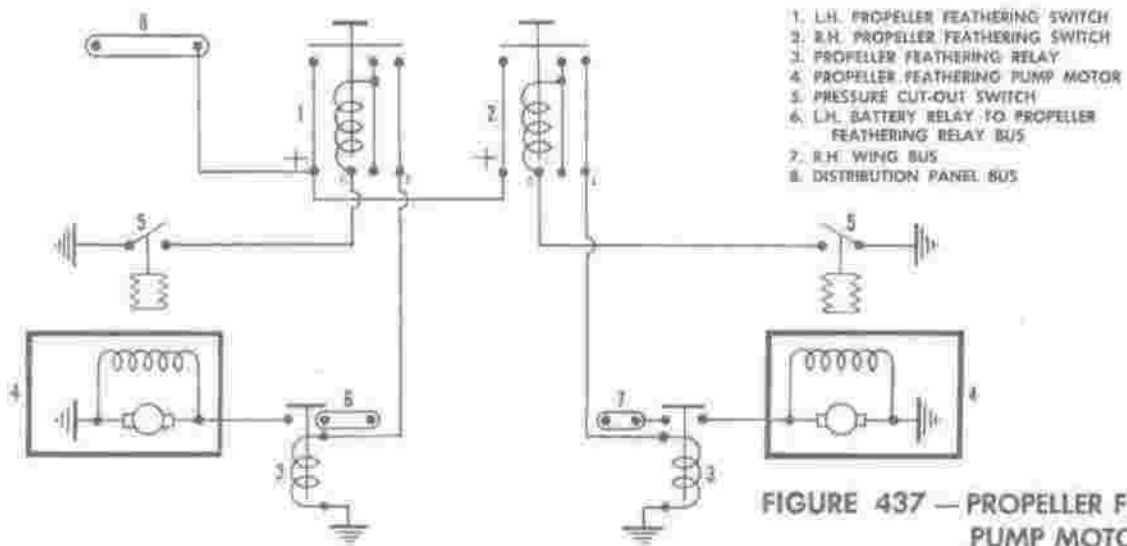 1. L.H. PROPELLER FEATHERING SWITCH
2. R.H. PROPELLER FEATHERING SWITCH
3. PROPELLER FEATHERING RELAY
4. PROPELLER FEATHERING PUMP MOTOR
5. PRESSURE CUT-OUT SWITCH
6. L.H. BATTERY RELAY TO PROPELLER
FEATHERING RELAY BUS
7. R.H. WING BUS
8. DISTRIBUTION PANEL BUS
8
1
2
5
5
4
6
7
4
3
3
FIGURE 437 — PROPELLER F
PUMP MOTO